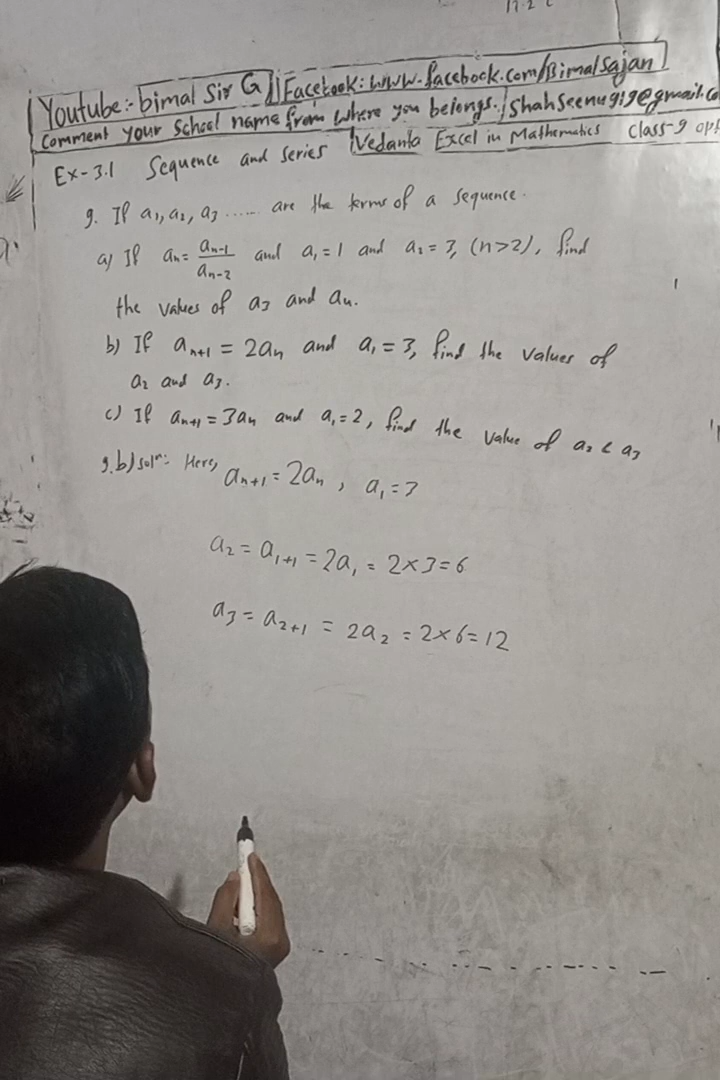 17.2
Youtube:- bimal Sir G || Facebook: www.facebook.com/BimalSajan
Comment your School name from where you belongs. / Shahseenu919@gmail.co
Ex-3.1 Sequence and series Vedanta Excel in Mathematics Class-9 opt
9. If a₁, a₂, a₃ ...... are the terms of a sequence.
a) If aₙ = aₙ₋₁/aₙ₋₂ and a₁ = 1 and a₂ = 3, (n>2), find
the values of a₃ and a₄.
b) If aₙ₊₁ = 2aₙ and a₁ = 3, find the values of
a₂ and a₃.
c) If aₙ₊₁ = 3aₙ and a₁ = 2, find the value of a₂ & a₃
9.b) solⁿ: Here, aₙ₊₁ = 2aₙ , a₁ = 3
a₂ = a₁₊₁ = 2a₁ = 2×3 = 6
a₃ = a₂₊₁ = 2a₂ = 2×6 = 12